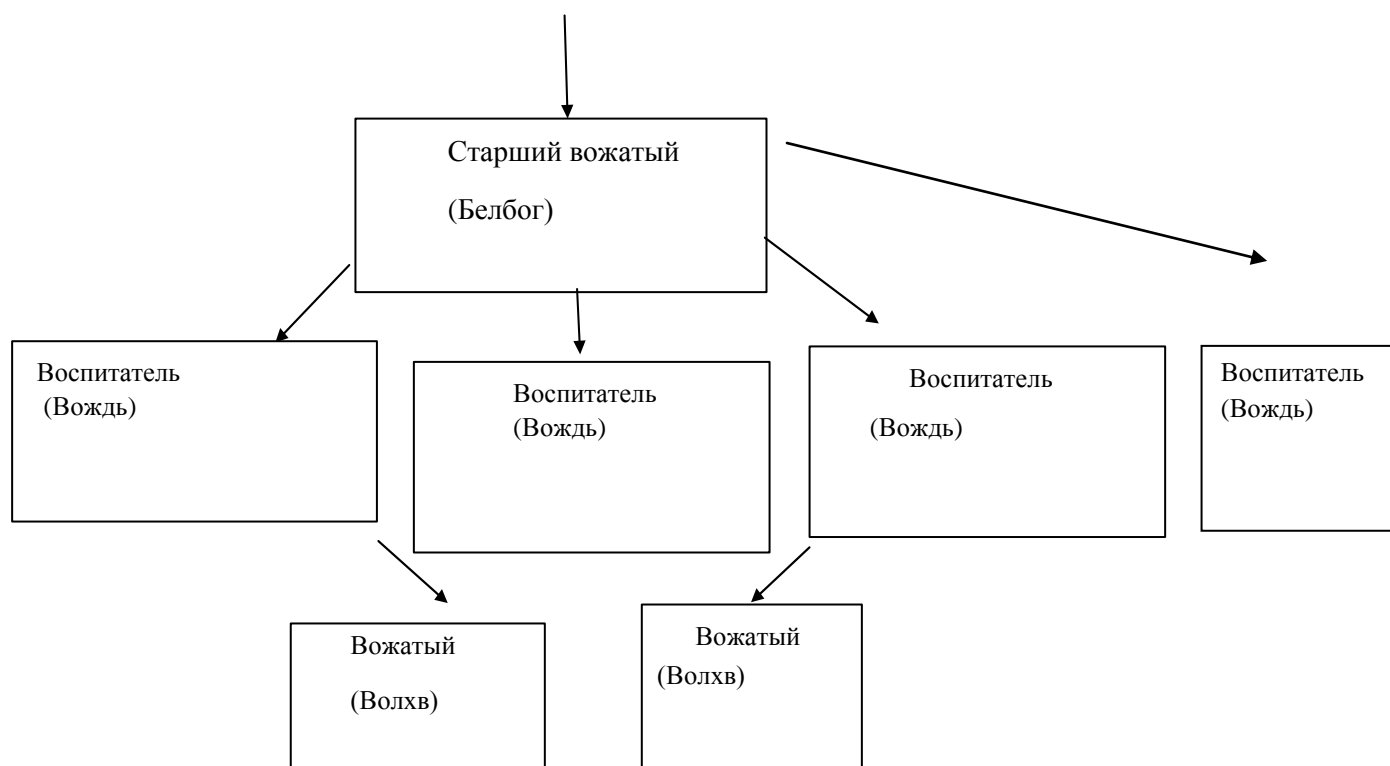 Старший вожатый
(Белбог)
Воспитатель
(Вождь)
Воспитатель
(Вождь)
Воспитатель
(Вождь)
Воспитатель
(Вождь)
Вожатый
(Волхв)
Вожатый
(Волхв)